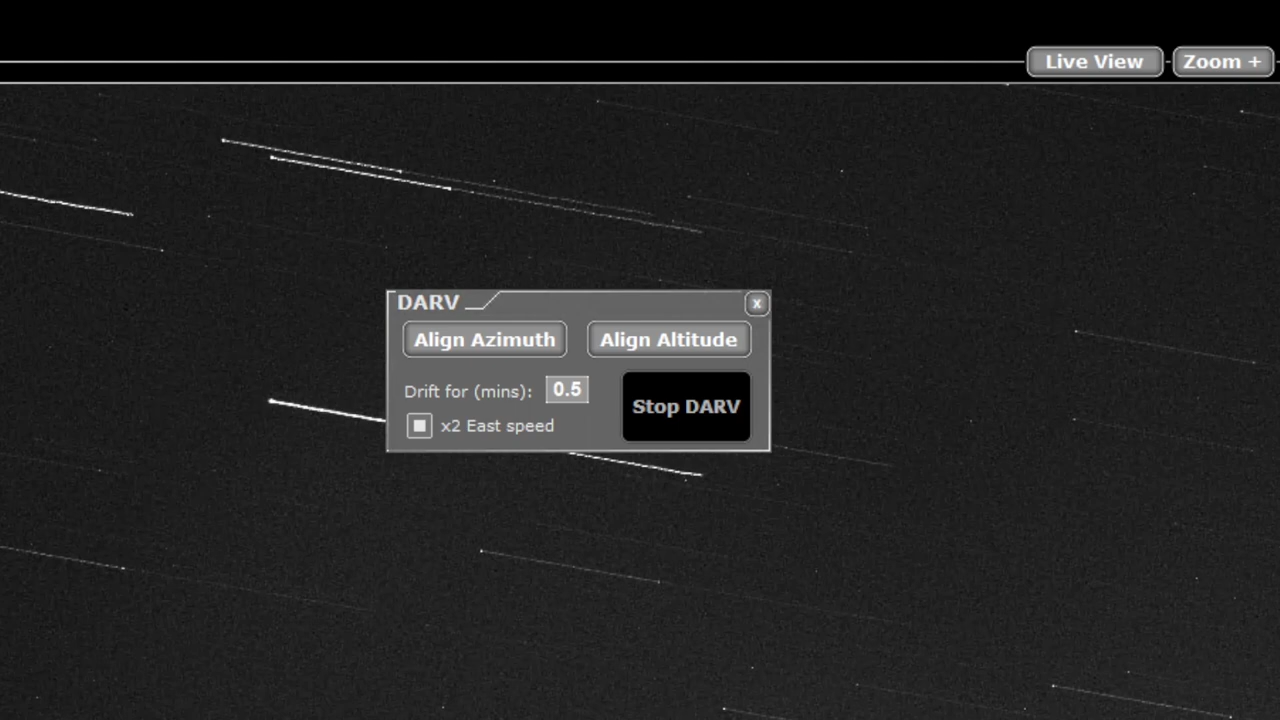 Live View
Zoom +
DARV
x
Align Azimuth
Align Altitude
Drift for (mins):
0.5
Stop DARV
x2 East speed